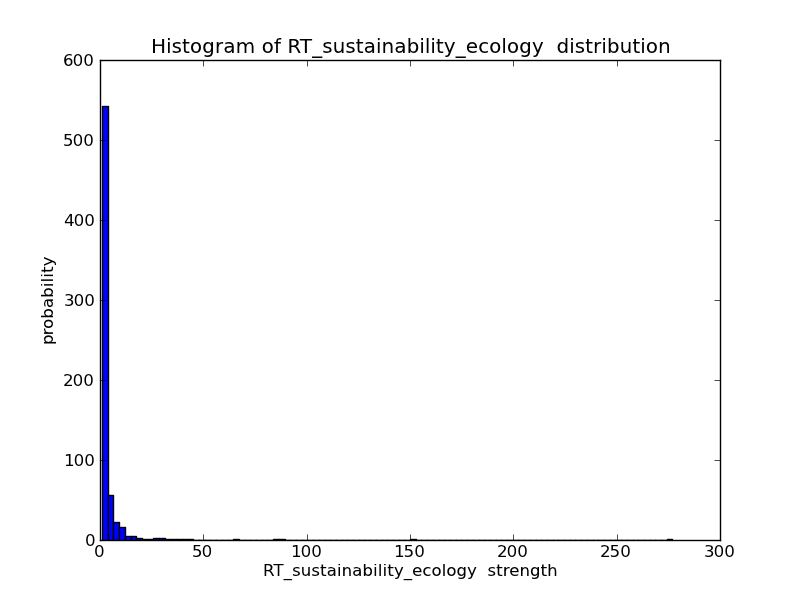 Histogram of RT_sustainability_ecology  distribution
600
500
400
300
200
100
0
probability
0 50 100 150 200 250 300
RT_sustainability_ecology  strength